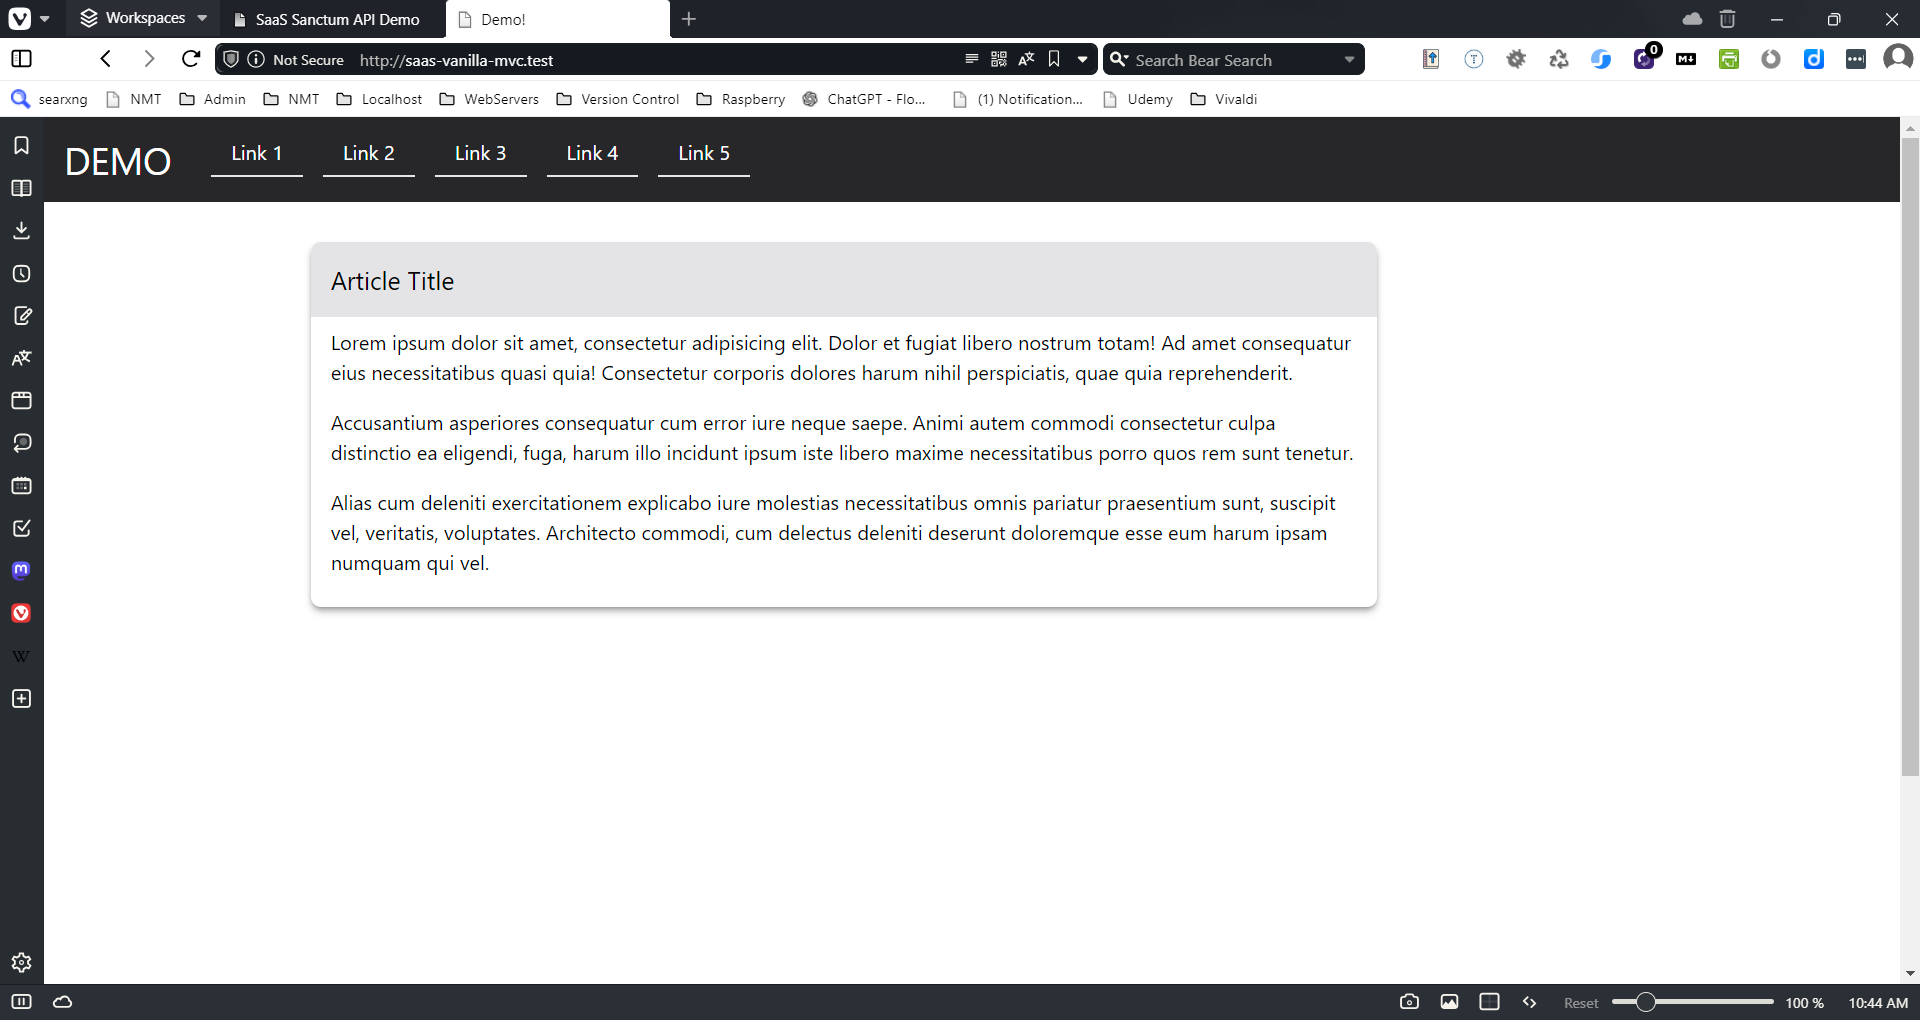 Workspaces SaaS Sanctum API Demo Demo!
Not Secure http://saas-vanilla-mvc.test Search Bear Search T 0 M d
searxng NMT Admin NMT Localhost WebServers Version Control Raspberry ChatGPT - Flo... (1) Notification... Udemy Vivaldi
DEMO Link 1 Link 2 Link 3 Link 4 Link 5
Article Title
Lorem ipsum dolor sit amet, consectetur adipisicing elit. Dolor et fugiat libero nostrum totam! Ad amet consequatur
eius necessitatibus quasi quia! Consectetur corporis dolores harum nihil perspiciatis, quae quia reprehenderit.
Accusantium asperiores consequatur cum error iure neque saepe. Animi autem commodi consectetur culpa
distinctio ea eligendi, fuga, harum illo incidunt ipsum iste libero maxime necessitatibus porro quos rem sunt tenetur.
Alias cum deleniti exercitationem explicabo iure molestias necessitatibus omnis pariatur praesentium sunt, suscipit
vel, veritatis, voluptates. Architecto commodi, cum delectus deleniti deserunt doloremque esse eum harum ipsam
numquam qui vel.
W
Reset 100 % 10:44 AM